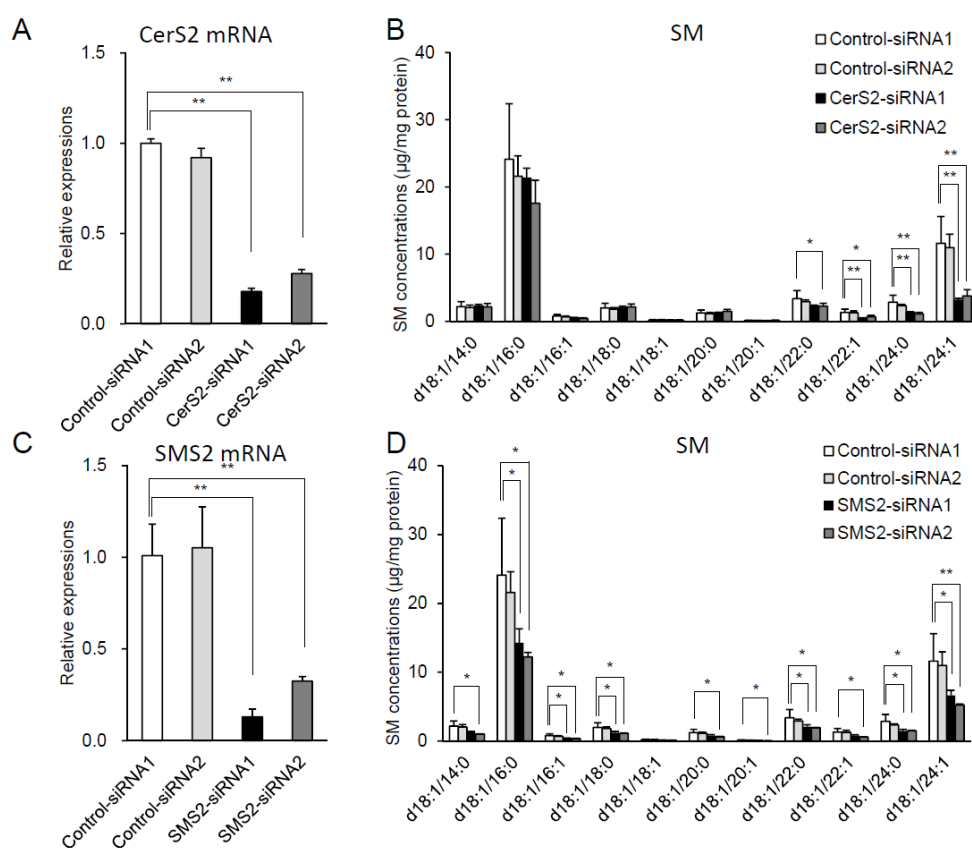 A
CerS2 mRNA
Relative expressions
1.5
1.0
0.5
0.0
**
**
Control-siRNA1
Control-siRNA2
CerS2-siRNA1
CerS2-siRNA2
B
SM
SM concentrations (μg/mg protein)
40
30
20
10
0
Control-siRNA1
Control-siRNA2
CerS2-siRNA1
CerS2-siRNA2
*
*
**
**
**
**
**
d18:1/14:0
d18:1/16:0
d18:1/16:1
d18:1/18:0
d18:1/18:1
d18:1/20:0
d18:1/20:1
d18:1/22:0
d18:1/22:1
d18:1/24:0
d18:1/24:1
C
SMS2 mRNA
Relative expressions
1.5
1.0
0.5
0.0
**
**
Control-siRNA1
Control-siRNA2
SMS2-siRNA1
SMS2-siRNA2
D
SM
SM concentrations (μg/mg protein)
40
30
20
10
0
Control-siRNA1
Control-siRNA2
SMS2-siRNA1
SMS2-siRNA2
*
*
*
*
*
*
*
*
*
*
*
*
*
*
**
*
d18:1/14:0
d18:1/16:0
d18:1/16:1
d18:1/18:0
d18:1/18:1
d18:1/20:0
d18:1/20:1
d18:1/22:0
d18:1/22:1
d18:1/24:0
d18:1/24:1